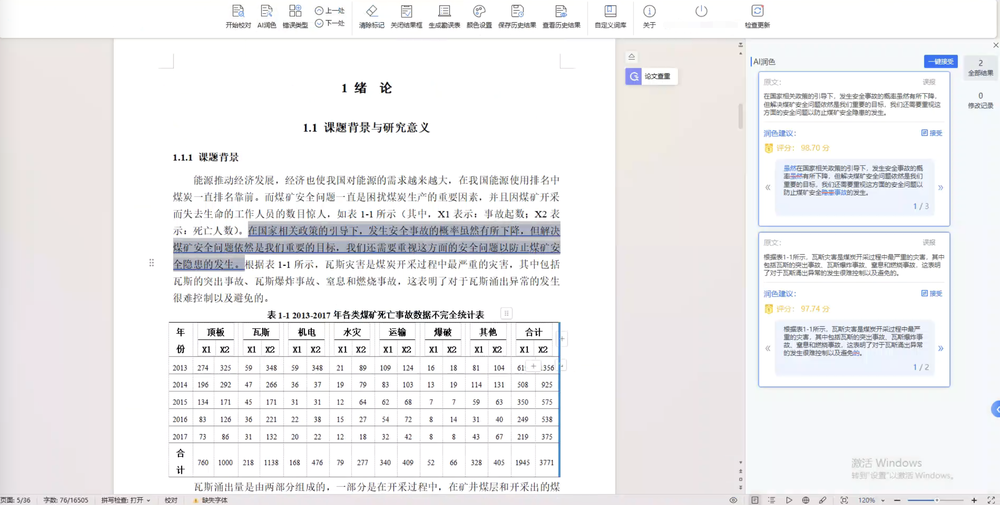 开始校对 AI润色 错误类型 上一处 下一处 清除标记 关闭结果框 生成勘误表 颜色设置 保存历史结果 查看历史结果 自定义词库 关于 检查更新
1 绪 论
1.1 课题背景与研究意义
1.1.1 课题背景
能源推动经济发展，经济也使我国对能源的需求越来越大，在我国能源使用排名中
煤炭一直排名靠前。而煤矿安全问题一直是困扰煤炭生产的重要因素，并且因煤矿开采
而失去生命的工作人员的数目惊人，如表 1-1 所示（其中，X1 表示：事故起数；X2 表
示：死亡人数）。在国家相关政策的引导下，发生安全事故的概率虽然有所下降，但解决
煤矿安全问题依然是我们重要的目标，我们还需要重视这方面的安全问题以防止煤矿安
全隐患的发生。根据表 1-1 所示，瓦斯灾害是煤炭开采过程中最严重的灾害，其中包括
瓦斯的突出事故、瓦斯爆炸事故、窒息和燃烧事故，这表明了对于瓦斯涌出异常的发生
很难控制以及避免的。
表 1-1 2013-2017 年各类煤矿死亡事故数据不完全统计表
年份 顶板 瓦斯 机电 水灾 运输 爆破 其他 合计
X1 X2 X1 X2 X1 X2 X1 X2 X1 X2 X1 X2 X1 X2 X1 X2
2013 274 325 59 348 59 348 21 89 109 124 16 18 81 104
2014 196 292 47 266 36 37 19 79 83 103 13 19 114 131 508 925
2015 134 171 45 171 31 31 12 64 62 68 7 7 59 63 350 575
2016 83 126 36 221 22 38 15 27 54 72 8 14 31 40 249 538
2017 73 86 31 132 20 22 12 18 32 42 8 8 43 67 219 375
合计 760 1000 218 1138 168 476 79 277 340 409 52 66 328 405 1945 3771
瓦斯涌出量是由两部分组成的，一部分是在开采过程中，在矿井煤层和开采出的煤
论文查重
AI润色 一键接受
2
全部结果
0
修改记录
原文： 误报
在国家相关政策的引导下，发生安全事故的概率虽然有所下降，
但解决煤矿安全问题依然是我们重要的目标，我们还需要重视这
方面的安全问题以防止煤矿安全隐患的发生。
润色建议： 接受
1 评分： 98.70 分
虽然在国家相关政策的引导下，发生安全事故的概
率虽然有所下降，但解决煤矿安全问题依然是我们
重要的目标，我们还需要重视这方面的安全问题以
防止煤矿安全隐患事故的发生。
1 / 3
原文： 误报
根据表1-1所示，瓦斯灾害是煤炭开采过程中最严重的灾害，其中
包括瓦斯的突出事故、瓦斯爆炸事故、窒息和燃烧事故，这表明
了对于瓦斯涌出异常的发生很难控制以及避免的。
润色建议： 接受
1 评分： 97.74 分
根据表1-1所示，瓦斯灾害是煤炭开采过程中最严
重的灾害，其中包括瓦斯的突出事故、瓦斯爆炸事
故、窒息和燃烧事故，这表明了对于瓦斯涌出异常
的发生很难控制以及避免的。
1 / 2
激活 Windows
转到"设置"以激活 Windows。
页面: 5/36 字数: 76/16505 拼写检查: 打开 校对 缺失字体 120%